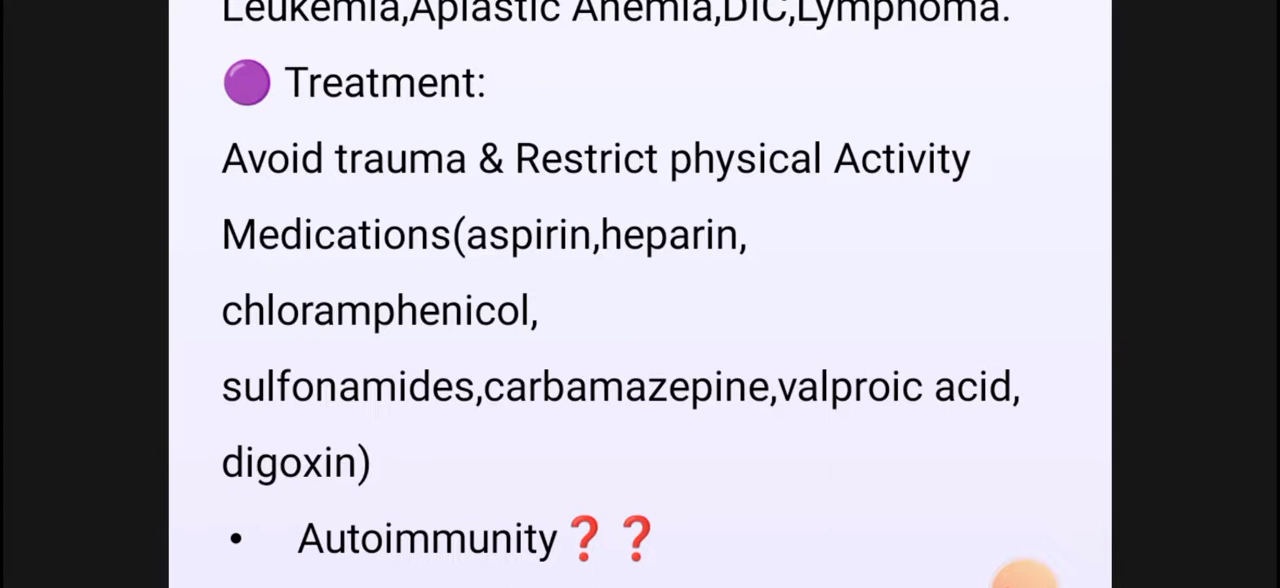 Leukemia,Aplastic Anemia,DIC,Lymphoma.
🟣 Treatment:
Avoid trauma & Restrict physical Activity
Medications(aspirin,heparin,
chloramphenicol,
sulfonamides,carbamazepine,valproic acid,
digoxin)
• Autoimmunity❓❓